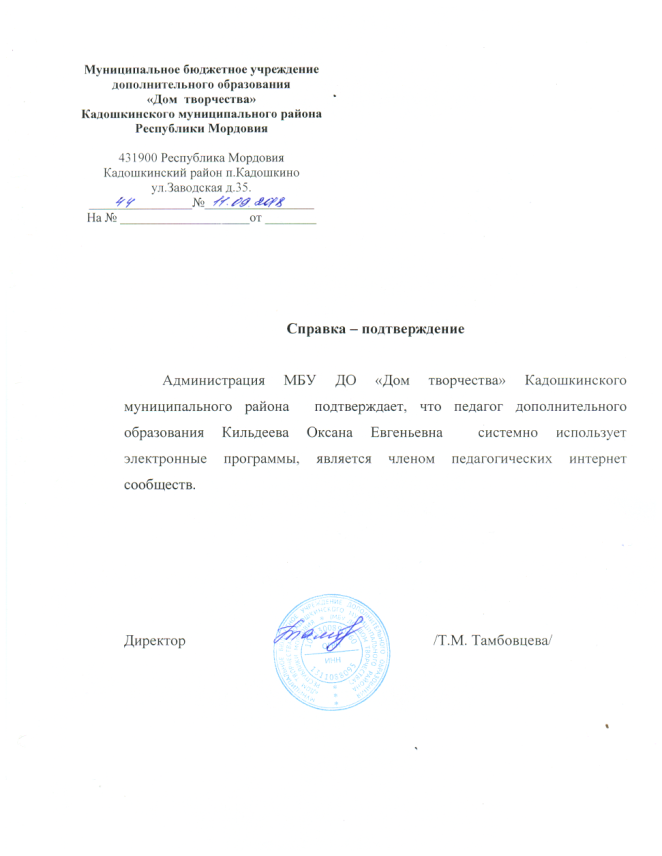 Муниципальное бюджетное учреждение
дополнительного образования
«Дом творчества»
Кадошкинского муниципального района
Республики Мордовия
431900 Республика Мордовия
Кадошкинский район п.Кадошкино
ул.Заводская д.35.
44 № 11.09.2018
На № от
Справка – подтверждение
Администрация МБУ ДО «Дом творчества» Кадошкинского
муниципального района подтверждает, что педагог дополнительного
образования Кильдеева Оксана Евгеньевна системно использует
электронные программы, является членом педагогических интернет
сообществ.
Директор /Т.М. Тамбовцева/
ИНН